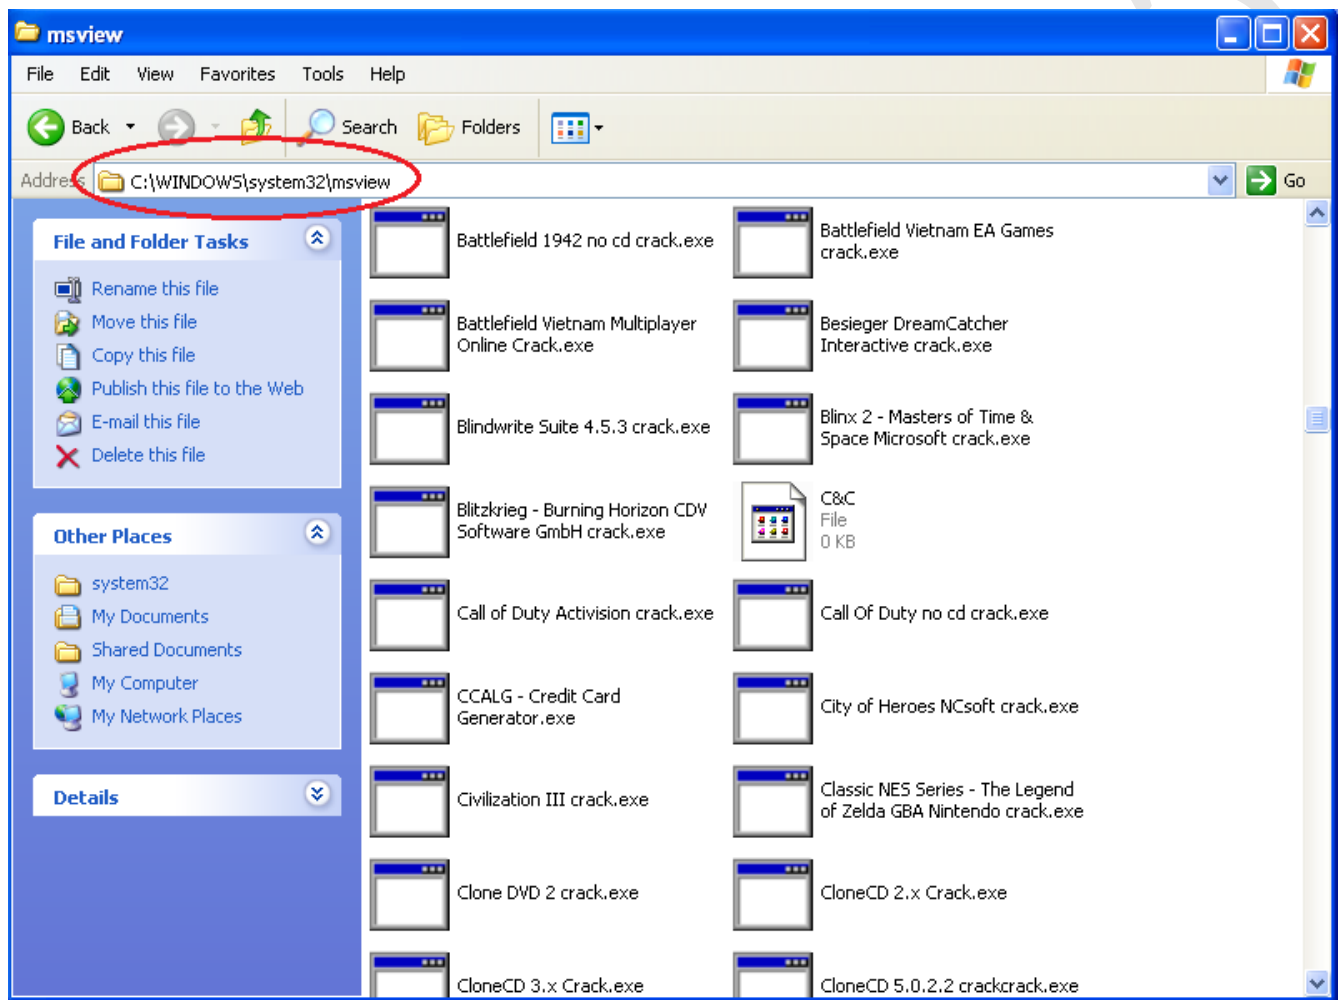 msview
File Edit View Favorites Tools Help
Back Search Folders
Address C:\WINDOWS\system32\msview Go
File and Folder Tasks
Rename this file
Move this file
Copy this file
Publish this file to the Web
E-mail this file
Delete this file
Other Places
system32
My Documents
Shared Documents
My Computer
My Network Places
Details
Battlefield 1942 no cd crack.exe
Battlefield Vietnam EA Games
crack.exe
Battlefield Vietnam Multiplayer
Online Crack.exe
Besieger DreamCatcher
Interactive crack.exe
Blindwrite Suite 4.5.3 crack.exe
Blinx 2 - Masters of Time &
Space Microsoft crack.exe
Blitzkrieg - Burning Horizon CDV
Software GmbH crack.exe
C&C
File
0 KB
Call of Duty Activision crack.exe
Call Of Duty no cd crack.exe
CCALG - Credit Card
Generator.exe
City of Heroes NCsoft crack.exe
Civilization III crack.exe
Classic NES Series - The Legend
of Zelda GBA Nintendo crack.exe
Clone DVD 2 crack.exe
CloneCD 2.x Crack.exe
CloneCD 3.x Crack.exe
CloneCD 5.0.2.2 crackcrack.exe